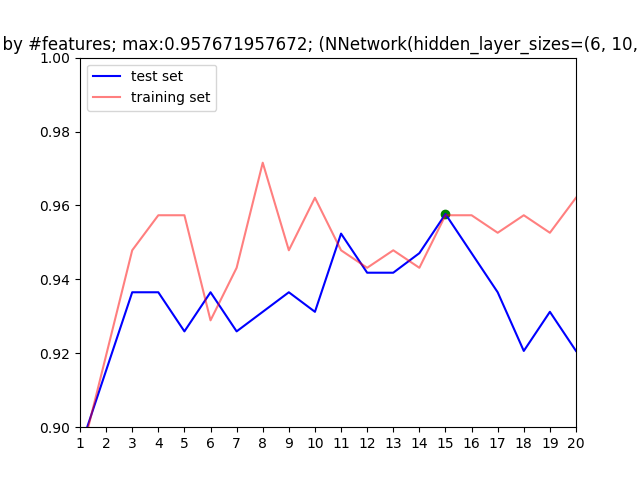 by #features; max:0.957671957672; (NNetwork(hidden_layer_sizes=(6, 10,
test set
training set
1.00
0.98
0.96
0.94
0.92
0.90
1 2 3 4 5 6 7 8 9 10 11 12 13 14 15 16 17 18 19 20